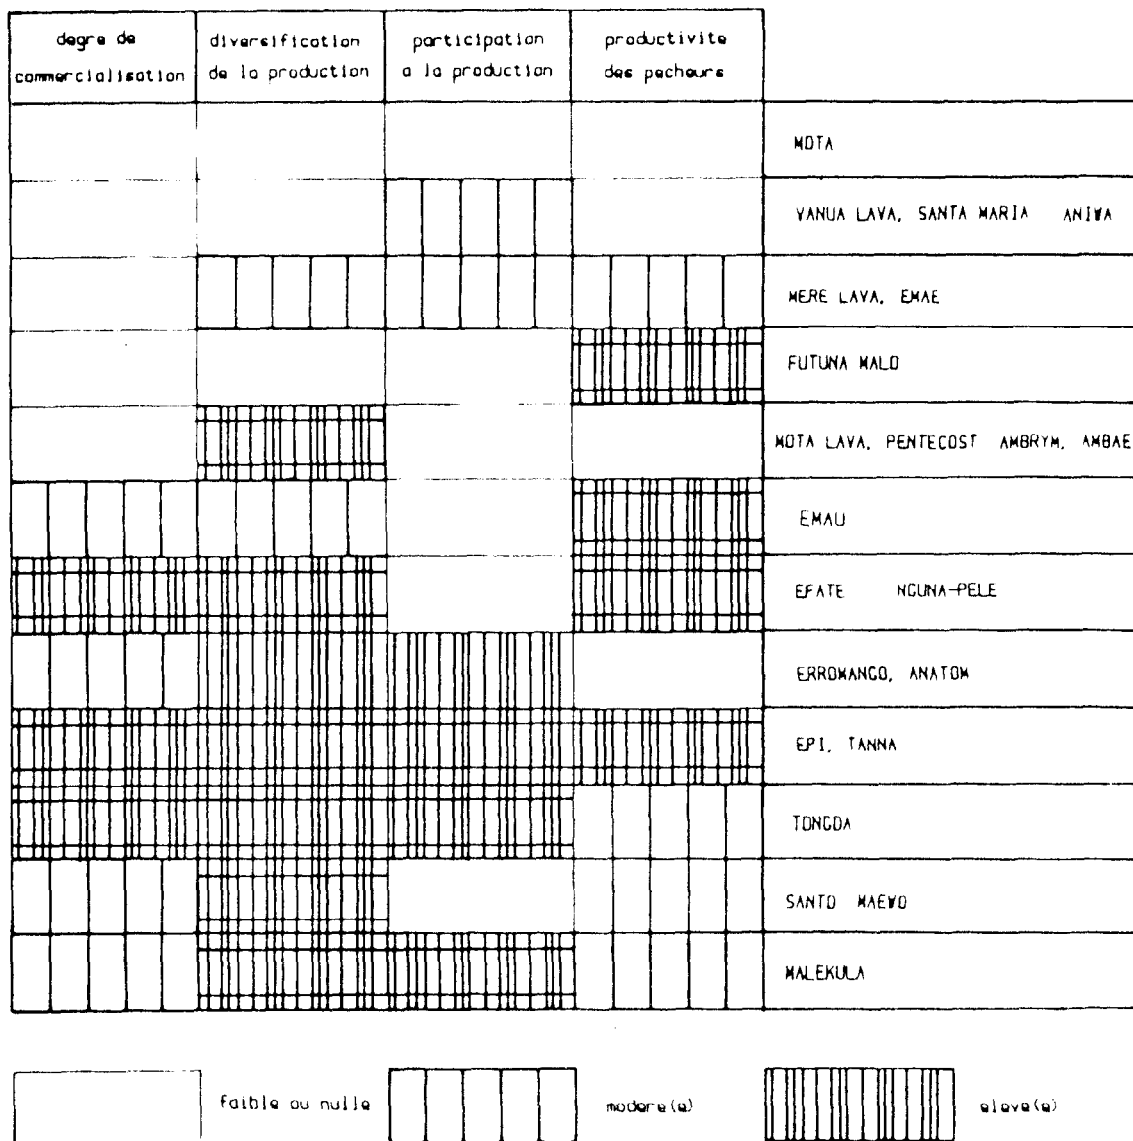 degre de
commercialisation
diversification
de la production
participation
a la production
productivite
des pecheurs
MOTA
VANUA LAVA, SANTA MARIA ANIWA
MERE LAVA, EMAE
FUTUNA MALO
MOTA LAVA, PENTECOST AMBRYM, AMBAE
EMAU
EFATE NGUNA-PELE
ERROMANGO, ANATOM
EPI, TANNA
TONGOA
SANTO MAEWO
MALEKULA
faible ou nulle
modere(e)
eleve(e)